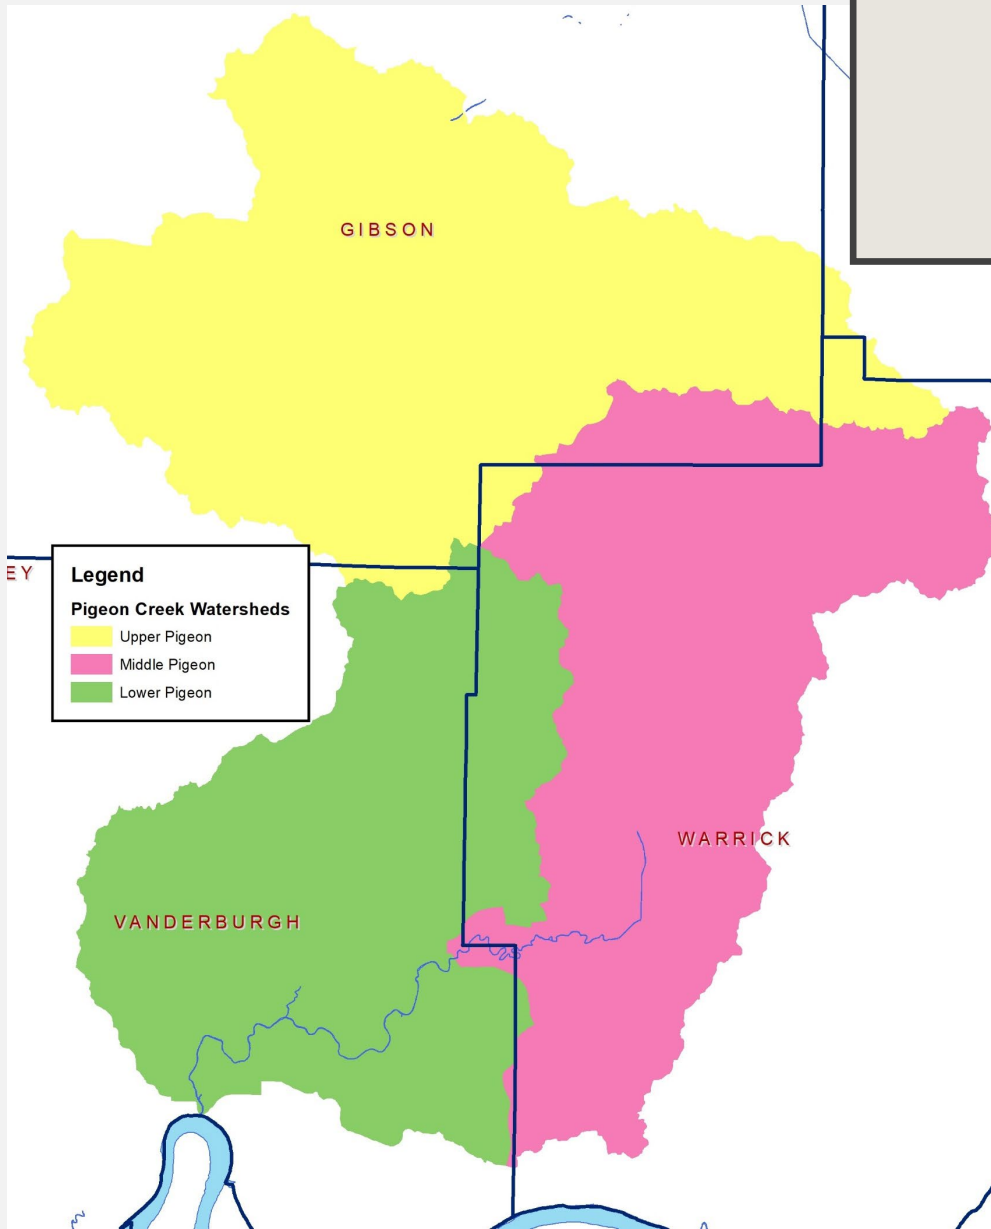 GIBSON
EY
Legend
Pigeon Creek Watersheds
Upper Pigeon
Middle Pigeon
Lower Pigeon
WARRICK
VANDERBURGH